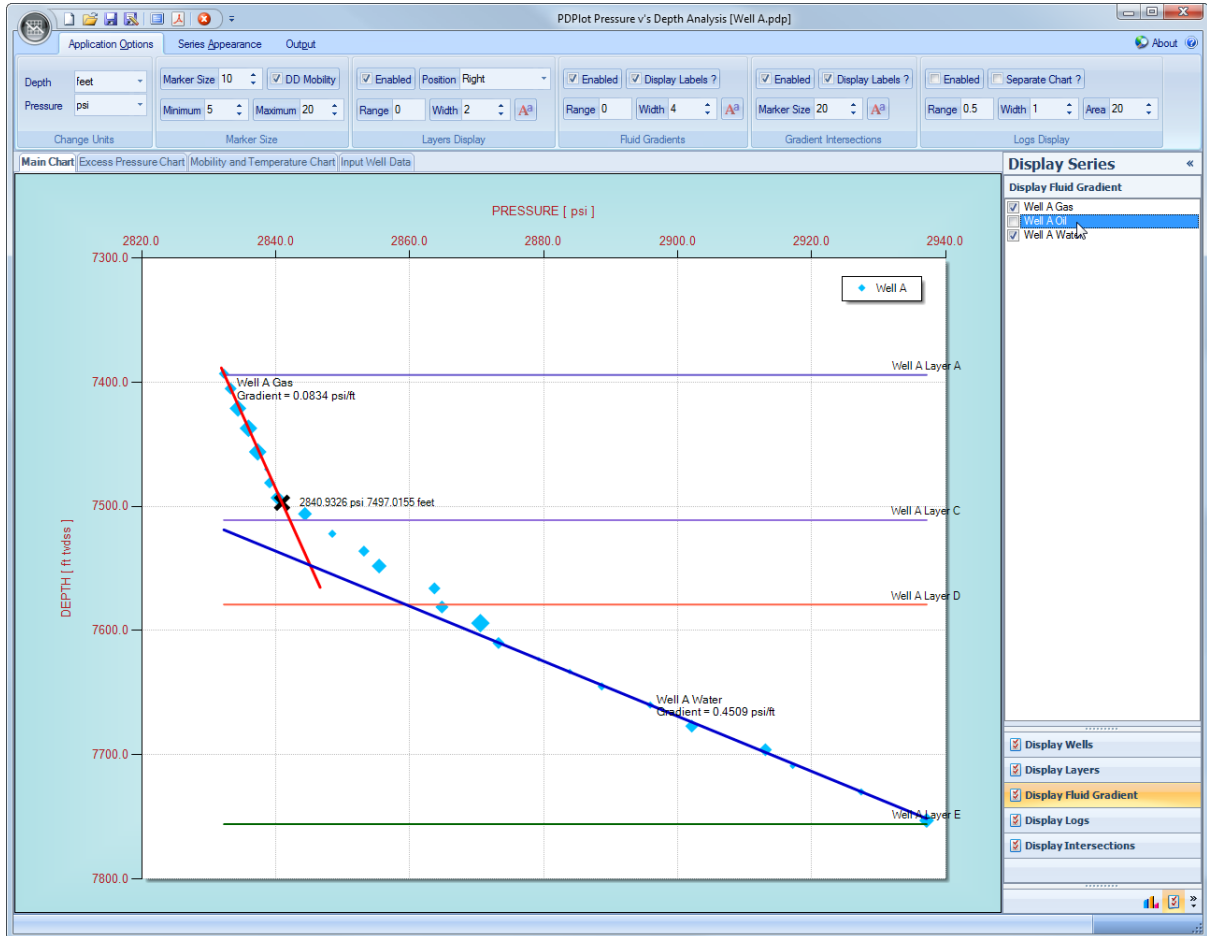 PDPlot Pressure v's Depth Analysis [Well A.pdp]
Application Options Series Appearance Output About
Depth feet Marker Size 10 DD Mobility Enabled Position Right Enabled Display Labels ? Enabled Display Labels ? Enabled Separate Chart ?
Pressure psi Minimum 5 Maximum 20 Range 0 Width 2 Aa Range 0 Width 4 Aa Marker Size 20 Aa Range 0.5 Width 1 Area 20
Change Units Marker Size Layers Display Fluid Gradients Gradient Intersections Logs Display
Main Chart Excess Pressure Chart Mobility and Temperature Chart Input Well Data
Display Series «
Display Fluid Gradient
Well A Gas
Well A Oil
Well A Water
PRESSURE [ psi ]
2820.0 2840.0 2860.0 2880.0 2900.0 2920.0 2940.0
7300.0
Well A
Well A Layer A
7400.0
Well A Gas
Gradient = 0.0834 psi/ft
7500.0
2840.9326 psi 7497.0155 feet
Well A Layer C
DEPTH [ ft tvdss ]
Well A Layer D
7600.0
Well A Water
Gradient = 0.4509 psi/ft
7700.0
Well A Layer E
7800.0
Display Wells
Display Layers
Display Fluid Gradient
Display Logs
Display Intersections